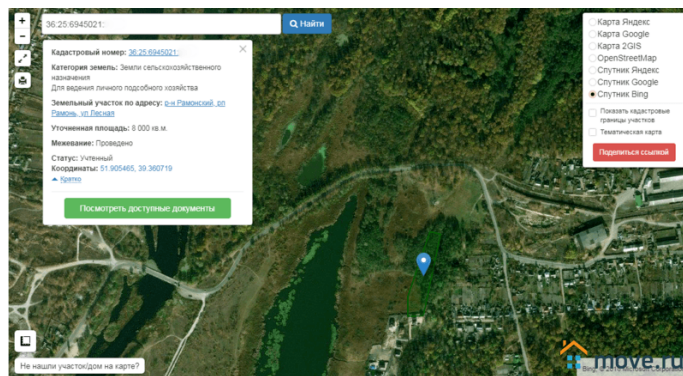 +
36:25:6945021:
Найти
−
Кадастровый номер: 36:25:6945021:
Категория земель: Земли сельскохозяйственного
назначения
Для ведения личного подсобного хозяйства
Земельный участок по адресу: р-н Рамонский, рп
Рамонь, ул Лесная
Уточненная площадь: 8 000 кв.м.
Межевание: Проведено
Статус: Учтенный
Координаты: 51.905465, 39.360719
Кратко
Посмотреть доступные документы
Карта Яндекс
Карта Google
Карта 2GIS
OpenStreetMap
Спутник Яндекс
Спутник Google
Спутник Bing
Показать кадастровые
границы участков
Тематическая карта
Поделиться ссылкой
Не нашли участок/дом на карте?
move.ru